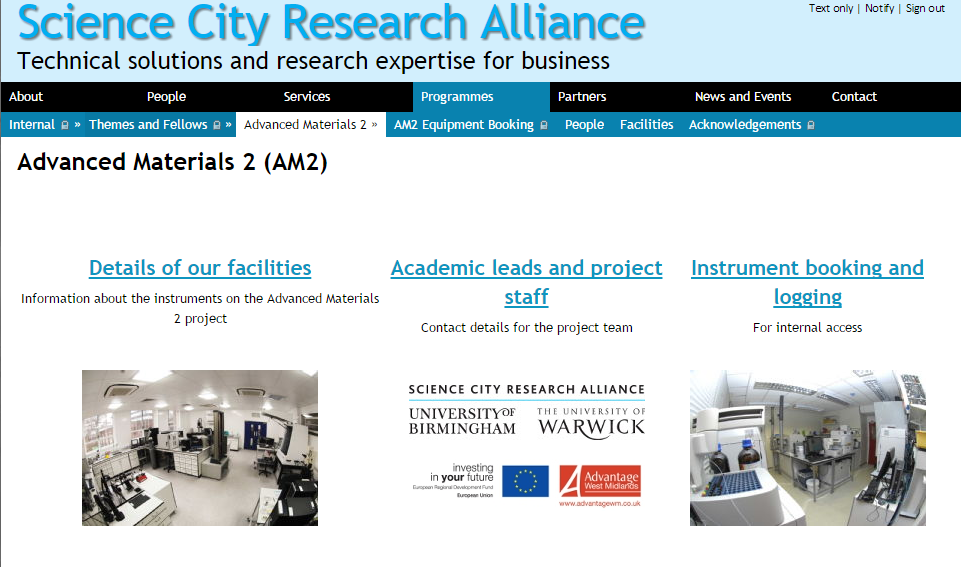 Science City Research Alliance
Text only | Notify | Sign out
Technical solutions and research expertise for business
About People Services Programmes Partners News and Events Contact
Internal » Themes and Fellows » Advanced Materials 2 » AM2 Equipment Booking People Facilities Acknowledgements
Advanced Materials 2 (AM2)
Details of our facilities
Information about the instruments on the Advanced Materials
2 project
Academic leads and project
staff
Contact details for the project team
Instrument booking and
logging
For internal access
SCIENCE CITY RESEARCH ALLIANCE
UNIVERSITY OF
BIRMINGHAM
THE UNIVERSITY OF
WARWICK
investing
in your future
European Regional Development Fund
European Union
Advantage
West Midlands
www.advantagewm.co.uk